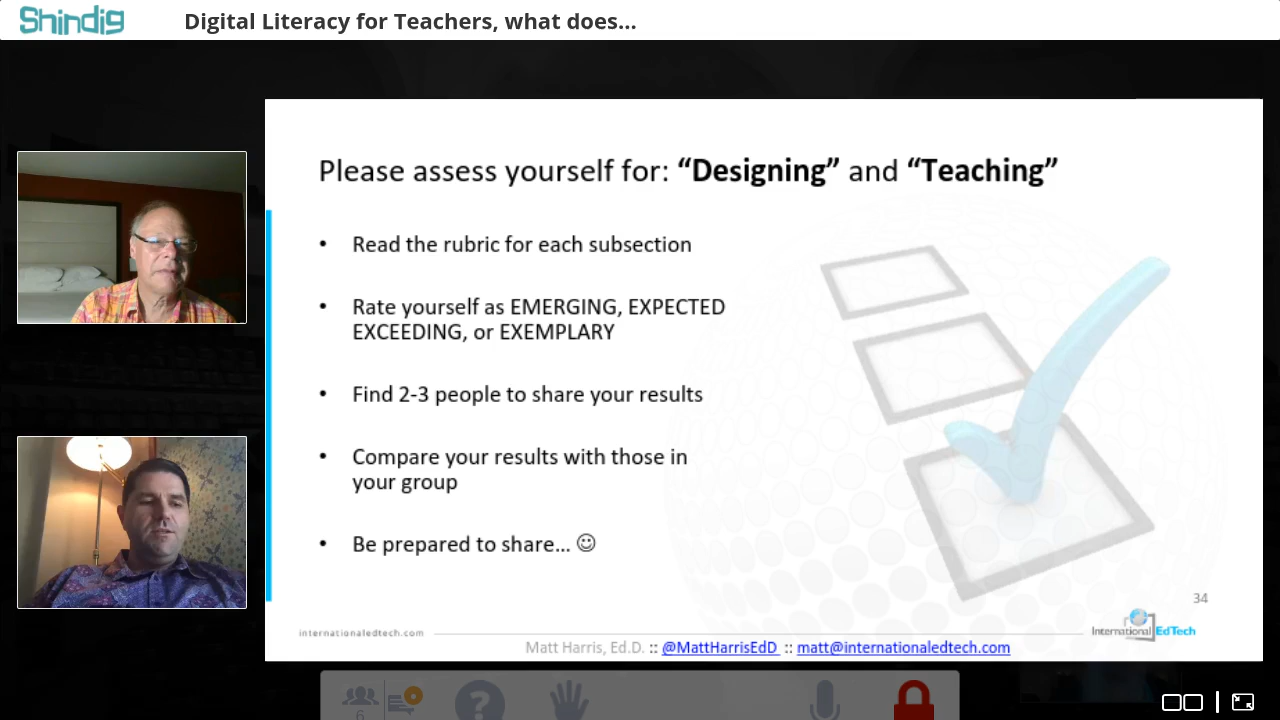 Shindig
Digital Literacy for Teachers, what does...
Please assess yourself for: “Designing” and “Teaching”
• Read the rubric for each subsection
• Rate yourself as EMERGING, EXPECTED
EXCEEDING, or EXEMPLARY
• Find 2-3 people to share your results
• Compare your results with those in
your group
• Be prepared to share... ☺
34
internationaledtech.com
International EdTech
Matt Harris, Ed.D. :: @MattHarrisEdD :: matt@internationaledtech.com
6
?